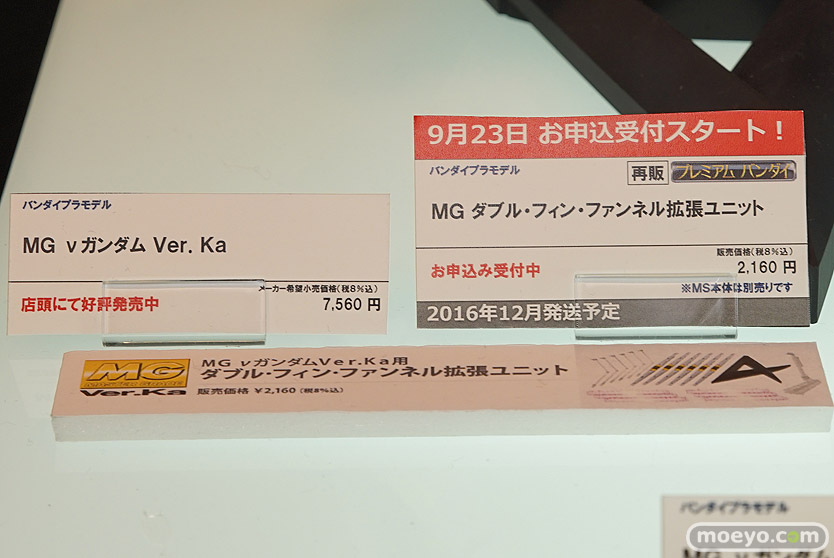 バンダイプラモデル
MG νガンダム Ver. Ka
メーカー希望小売価格(税8%込)
店頭にて好評発売中
7,560 円
9月23日 お申込受付スタート！
バンダイプラモデル
再販 プレミアム バンダイ
MG ダブル・フィン・ファンネル拡張ユニット
販売価格(税8%込)
お申込み受付中
2,160 円
※MS本体は別売りです
2016年12月発送予定
MG
MASTER GRADE
Ver.Ka
MG νガンダムVer.Ka用
ダブル・フィン・ファンネル拡張ユニット
販売価格 ¥2,160 (税8%込)
バンダイプラモデル
moeyo.com